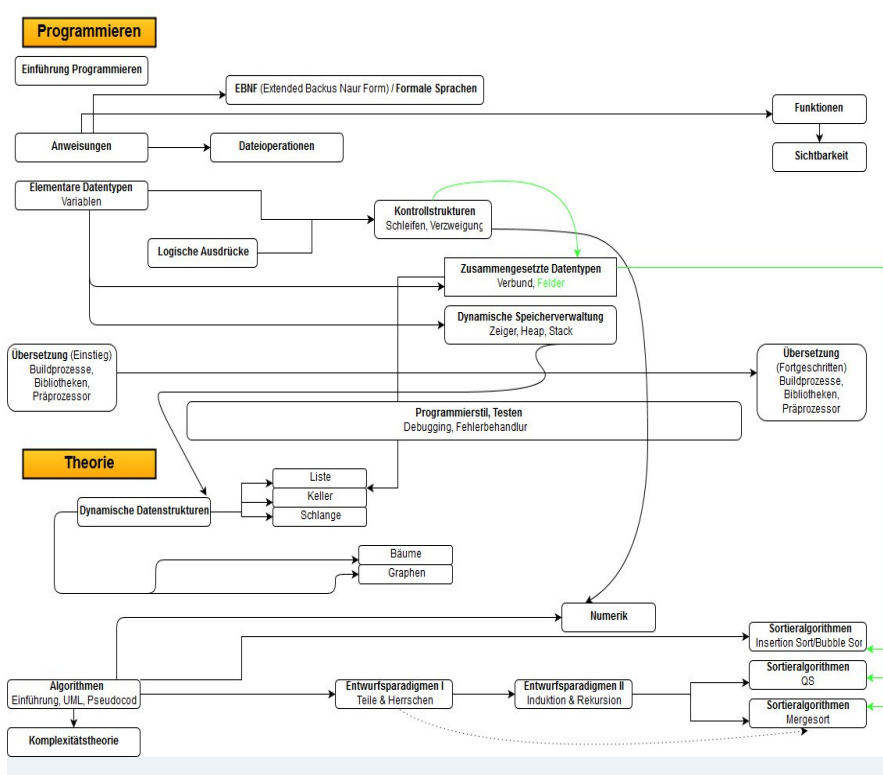 Programmieren
Einführung Programmieren
EBNF (Extended Backus Naur Form) / Formale Sprachen
Funktionen
Anweisungen
Dateioperationen
Sichtbarkeit
Elementare Datentypen
Variablen
Kontrollstrukturen
Schleifen, Verzweigung
Logische Ausdrücke
Zusammengesetzte Datentypen
Verbund, Felder
Dynamische Speicherverwaltung
Zeiger, Heap, Stack
Übersetzung (Einstieg)
Buildprozesse,
Bibliotheken,
Präprozessor
Übersetzung
(Fortgeschritten)
Buildprozesse,
Bibliotheken,
Präprozessor
Programmierstil, Testen
Debugging, Fehlerbehandlur
Theorie
Liste
Keller
Schlange
Dynamische Datenstrukturen
Bäume
Graphen
Numerik
Sortieralgorithmen
Insertion Sort/Bubble Sor
Algorithmen
Einführung, UML, Pseudocod
Entwurfsparadigmen I
Teile & Herrschen
Entwurfsparadigmen II
Induktion & Rekursion
Sortieralgorithmen
QS
Sortieralgorithmen
Mergesort
Komplexitätstheorie